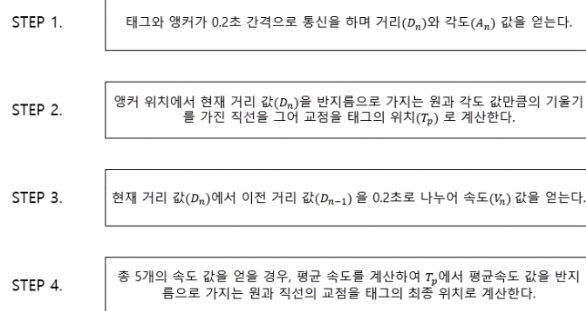 STEP 1.
태그와 앵커가 0.2초 간격으로 통신을 하며 거리(Dₙ)와 각도(Aₙ) 값을 얻는다.
STEP 2.
앵커 위치에서 현재 거리 값(Dₙ)을 반지름으로 가지는 원과 각도 값만큼의 기울기
를 가진 직선을 그어 교점을 태그의 위치(Tₚ) 로 계산한다.
STEP 3.
현재 거리 값(Dₙ)에서 이전 거리 값(Dₙ₋₁) 을 0.2초로 나누어 속도(Vₙ) 값을 얻는다.
STEP 4.
종 5개의 속도 값을 얻을 경우, 평균 속도를 계산하여 Tₚ에서 평균속도 값을 반지
름으로 가지는 원과 직선의 교점을 태그의 최종 위치로 계산한다.